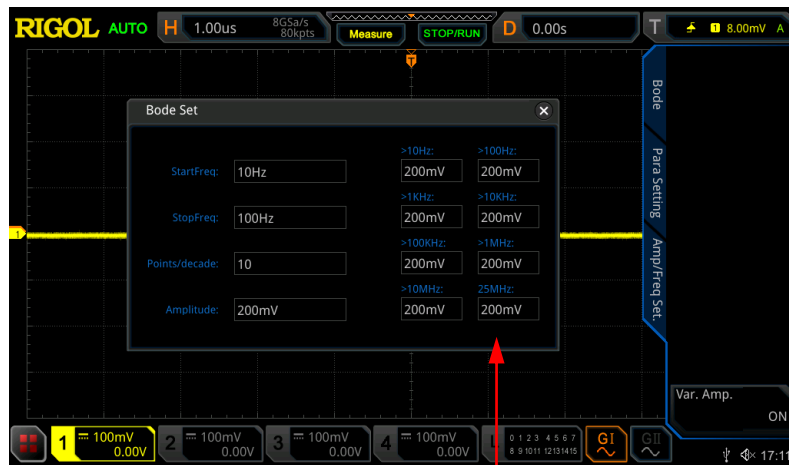 RIGOL AUTO H 1.00us 8GSa/s 80kpts Measure STOP/RUN D 0.00s T 1 8.00mV A
T
Bode Set
>10Hz: >100Hz:
StartFreq: 10Hz 200mV 200mV
>1KHz: >10KHz:
StopFreq: 100Hz 200mV 200mV
>100KHz: >1MHz:
Points/decade: 10 200mV 200mV
>10MHz: 25MHz:
Amplitude: 200mV 200mV 200mV
1
Bode
Para Setting
Amp/Freq Set.
Var. Amp.
ON
1 100mV 0.00V 2 100mV 0.00V 3 100mV 0.00V 4 100mV 0.00V L 0 1 2 3 4 5 6 7
8 9 10 11 12 13 14 15
GI GII
17:11